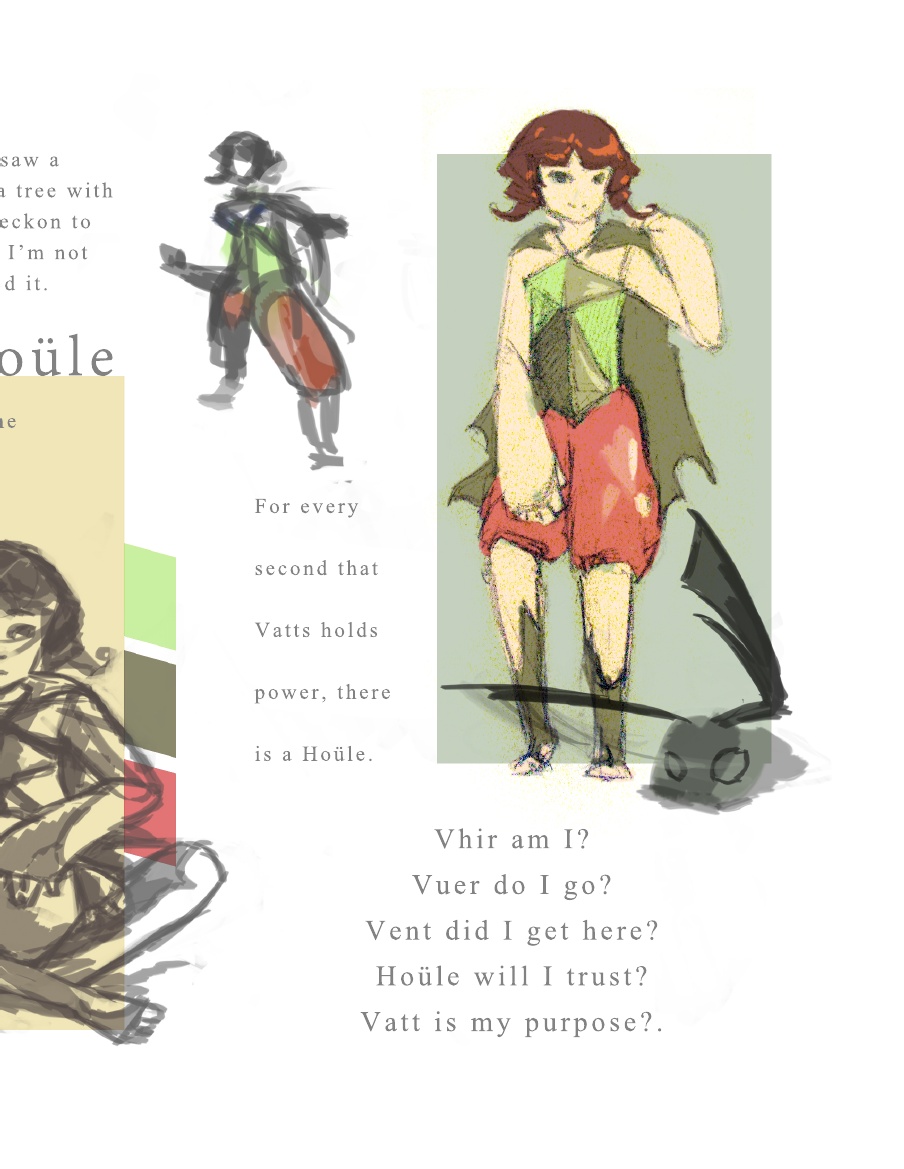 saw a
a tree with
eckon to
I’m not
d it.
oüle
ne
For every
second that
Vatts holds
power, there
is a Hoüle.
Vhir am I?
Vuer do I go?
Vent did I get here?
Hoüle will I trust?
Vatt is my purpose?.